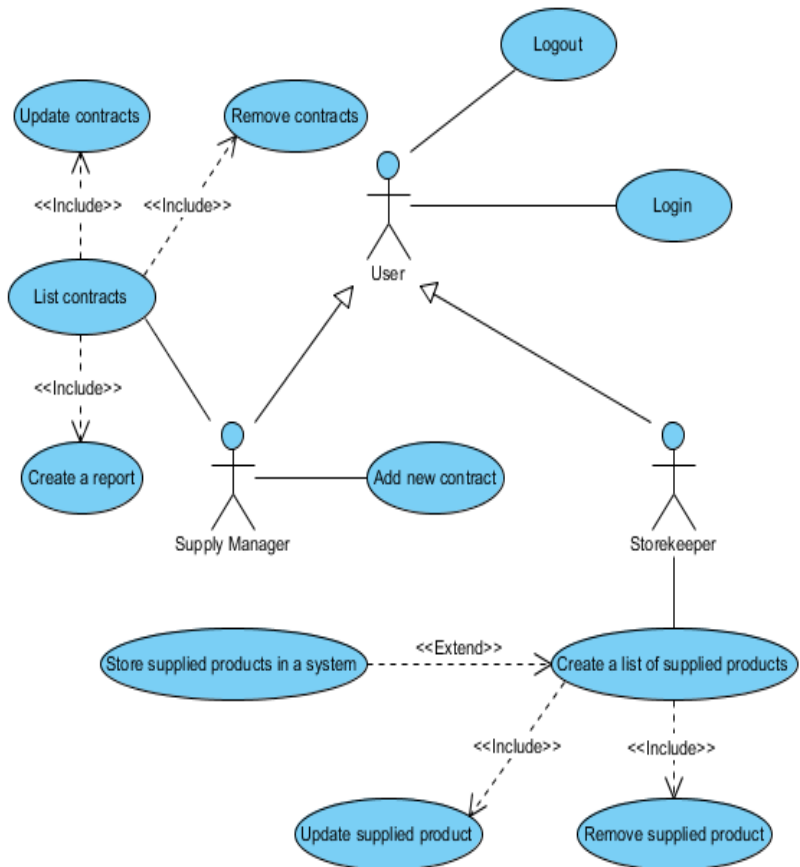 Logout
Update contracts
Remove contracts
<<Include>>
<<Include>>
Login
User
List contracts
<<Include>>
Create a report
Add new contract
Supply Manager
Storekeeper
<<Extend>>
Store supplied products in a system
Create a list of supplied products
<<Include>>
<<Include>>
Update supplied product
Remove supplied product